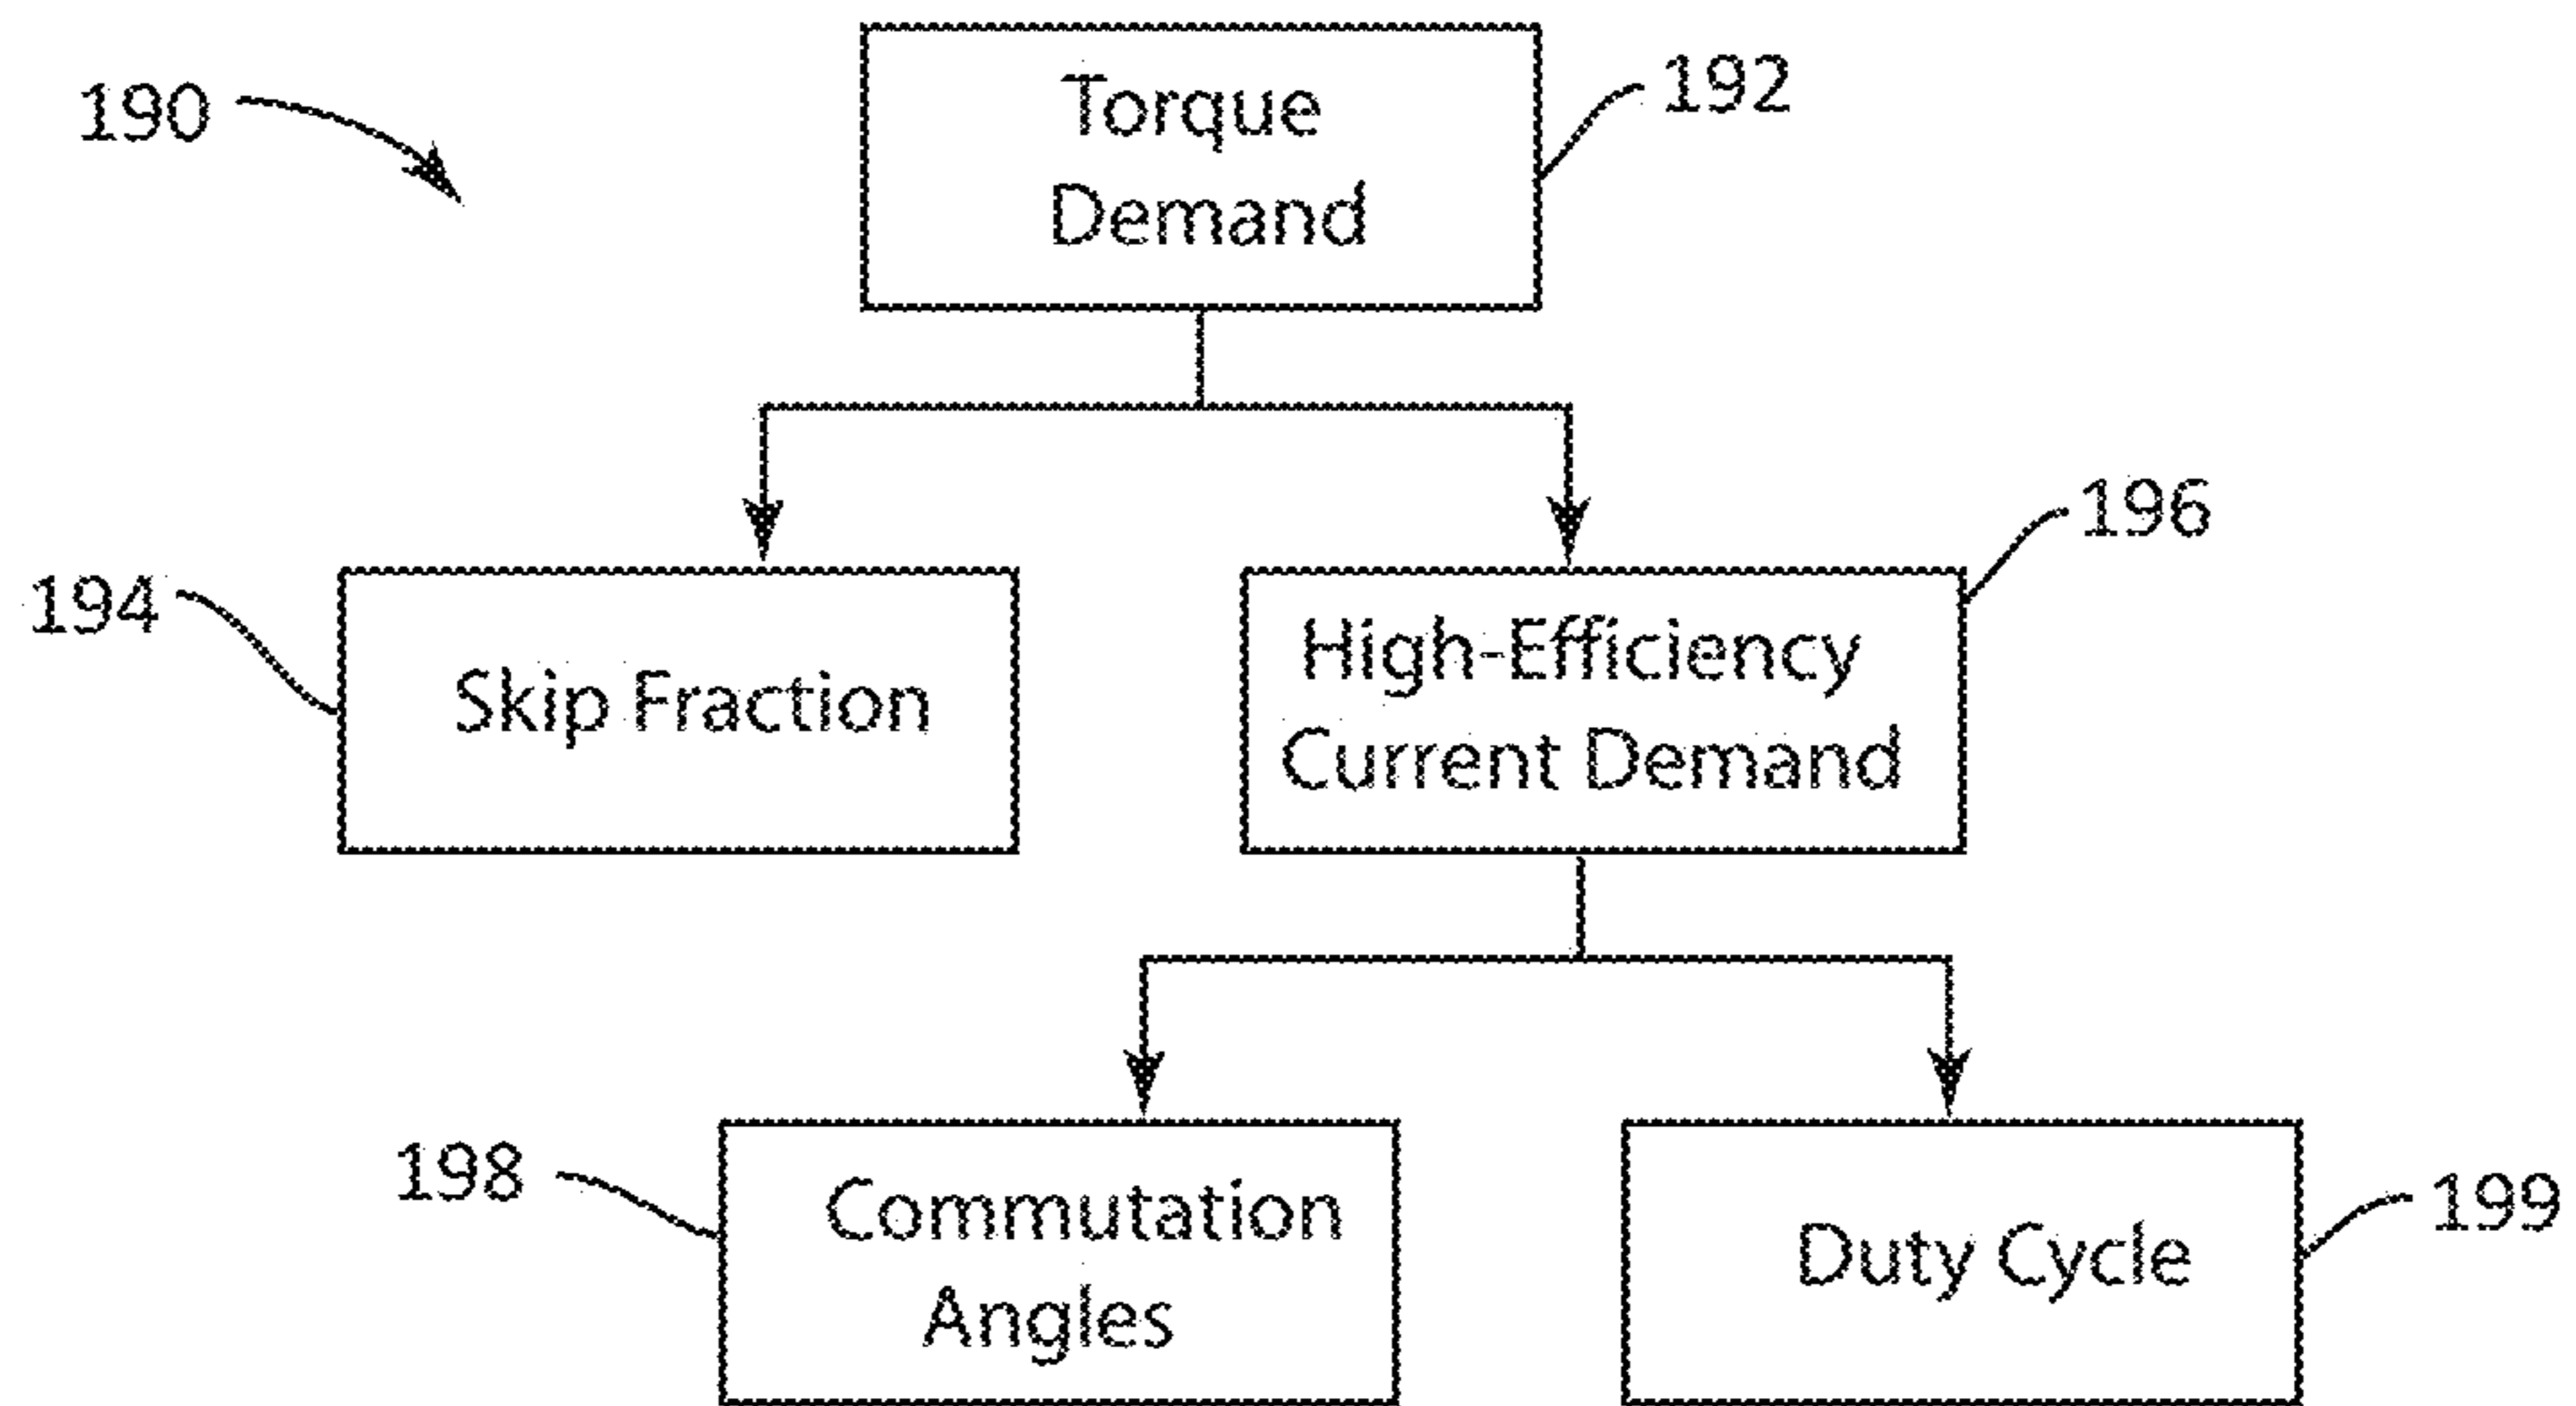 190
Torque
Demand
192
194
Skip Fraction
High-Efficiency
Current Demand
196
198
Commutation
Angles
Duty Cycle
199